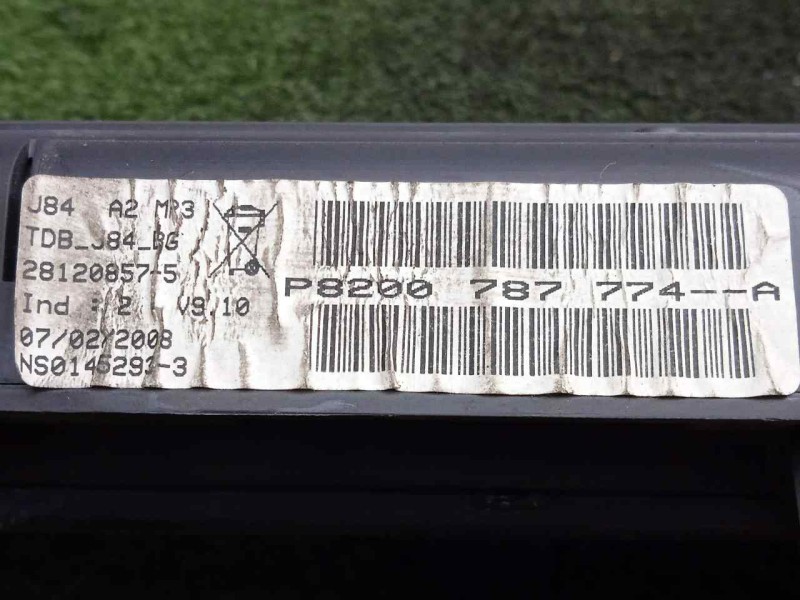 J84 A2 MP3
TDB_J84_BG
28120857-5
Ind : 2 V9.10
07/02/2008
NS0145293-3
P8200 787 774--A